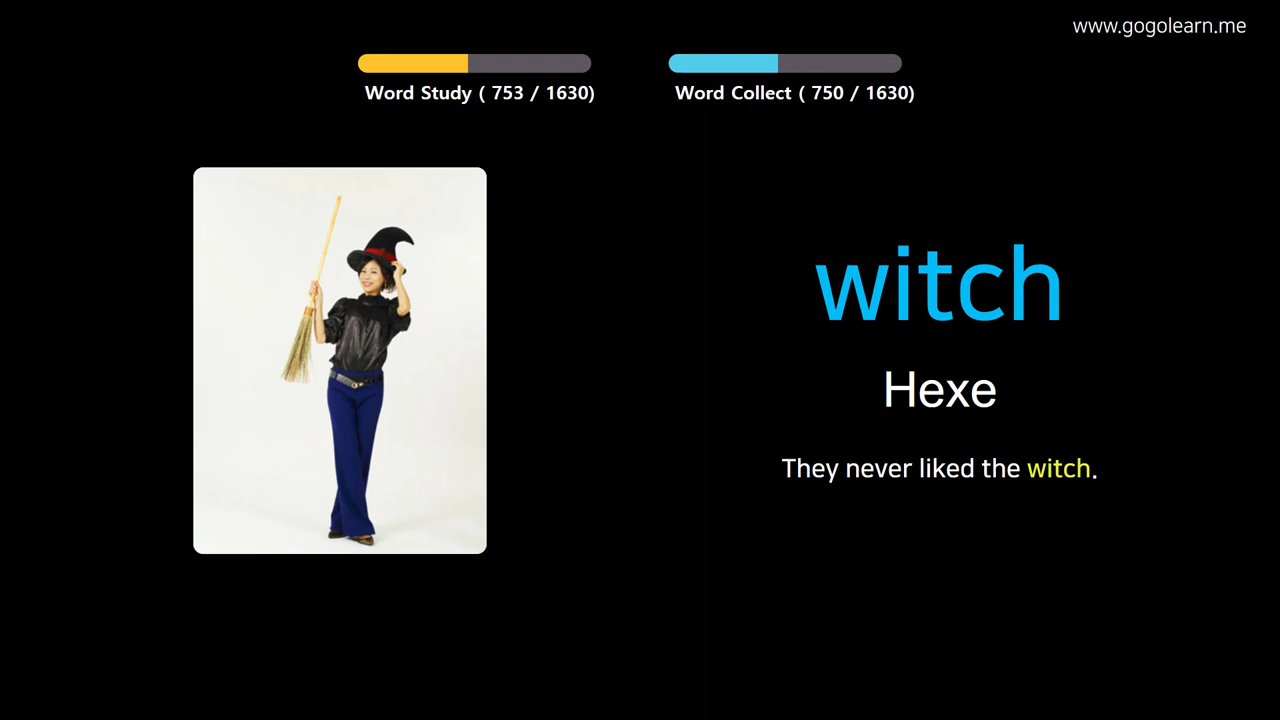 www.gogolearn.me
Word Study ( 753 / 1630)
Word Collect ( 750 / 1630)
witch
Hexe
They never liked the witch.